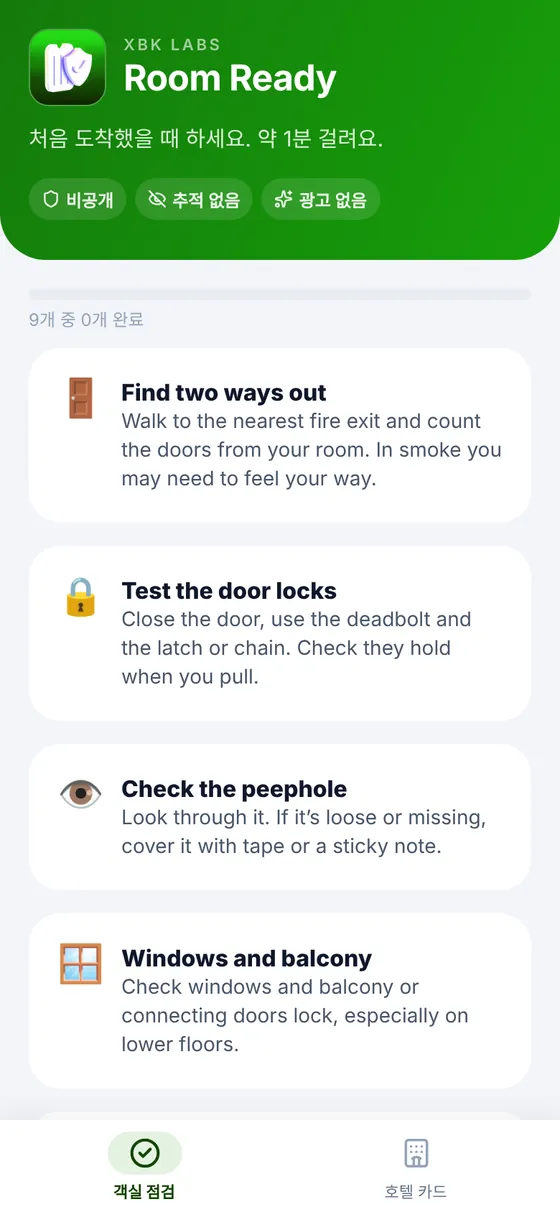 XBK LABS
Room Ready
처음 도착했을 때 하세요. 약 1분 걸려요.
비공개
추적 없음
광고 없음
9개 중 0개 완료
Find two ways out
Walk to the nearest fire exit and count
the doors from your room. In smoke you
may need to feel your way.
Test the door locks
Close the door, use the deadbolt and
the latch or chain. Check they hold
when you pull.
Check the peephole
Look through it. If it’s loose or missing,
cover it with tape or a sticky note.
Windows and balcony
Check windows and balcony or
connecting doors lock, especially on
lower floors.
객실 점검
호텔 카드